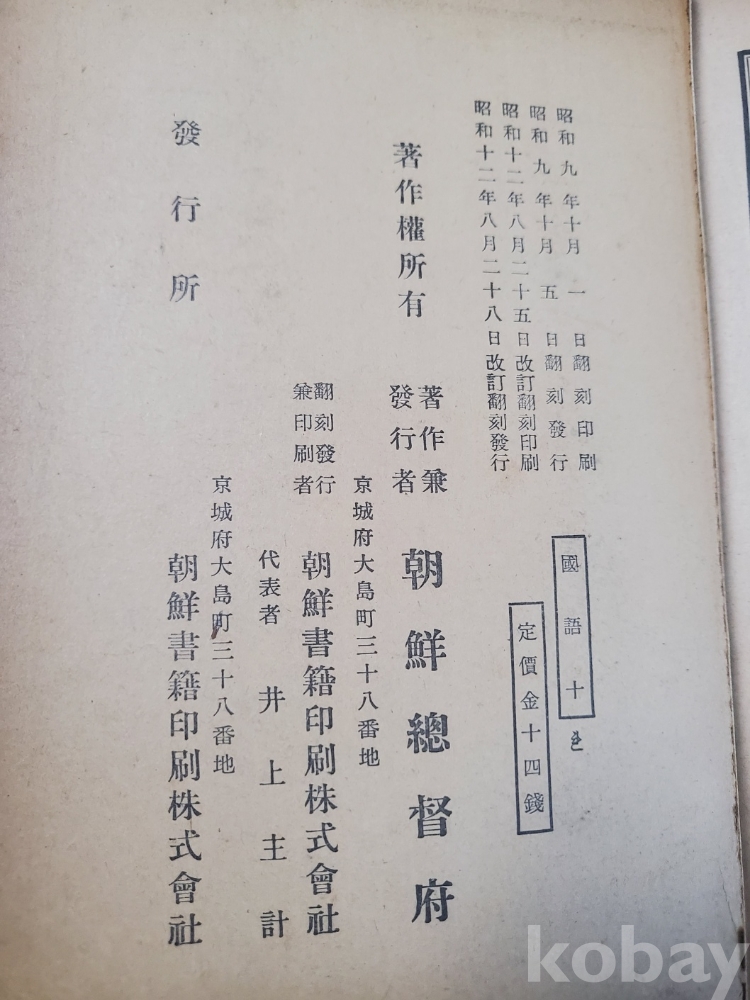 昭和九年十月一日翻刻印刷
昭和九年十月五日翻刻發行
昭和十二年八月二十五日改訂翻刻印刷
昭和十二年八月二十八日改訂翻刻發行
國語十
定價金十四錢
著作權所有
著作兼
發行者
朝鮮總督府
京城府大島町三十八番地
翻刻發行
兼印刷者
朝鮮書籍印刷株式會社
代表者 井上主計
京城府大島町三十八番地
發行所
朝鮮書籍印刷株式會社
kobay